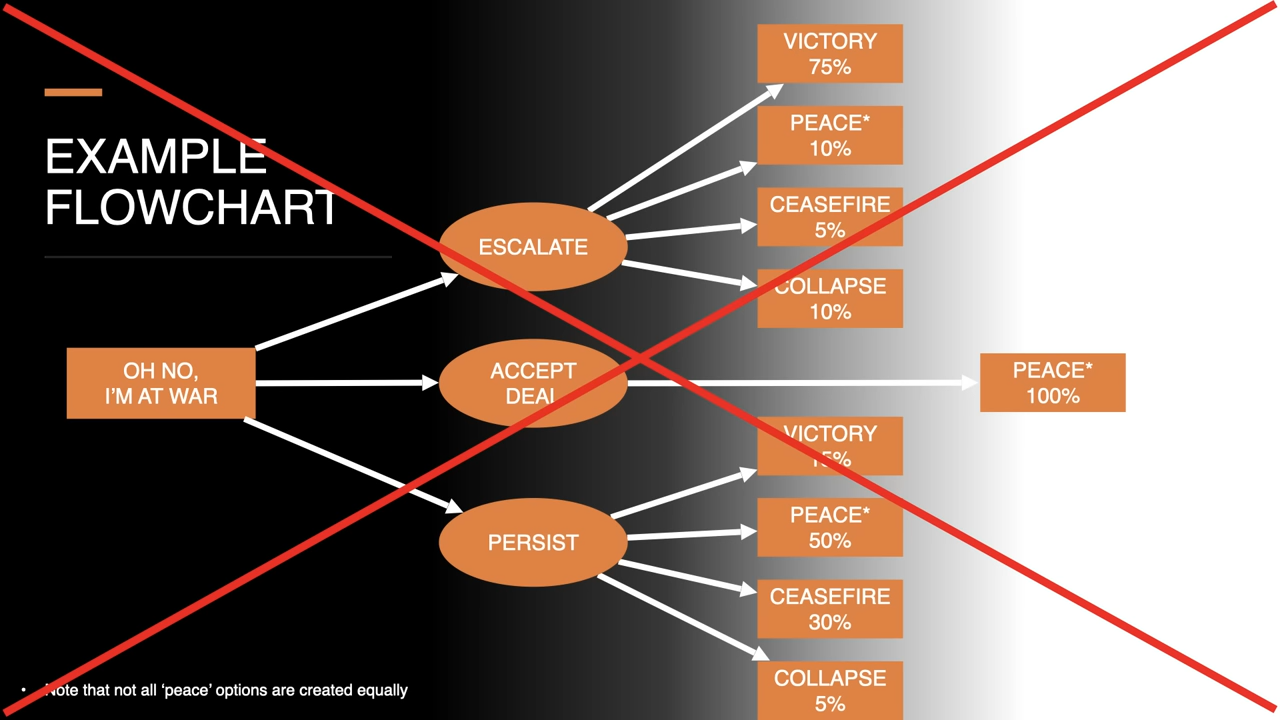 EXAMPLE
FLOWCHART
OH NO,
I'M AT WAR
ESCALATE
ACCEPT
DEAL
PERSIST
VICTORY
75%
PEACE*
10%
CEASEFIRE
5%
COLLAPSE
10%
PEACE*
100%
VICTORY
15%
PEACE*
50%
CEASEFIRE
30%
COLLAPSE
5%
• Note that not all 'peace' options are created equally